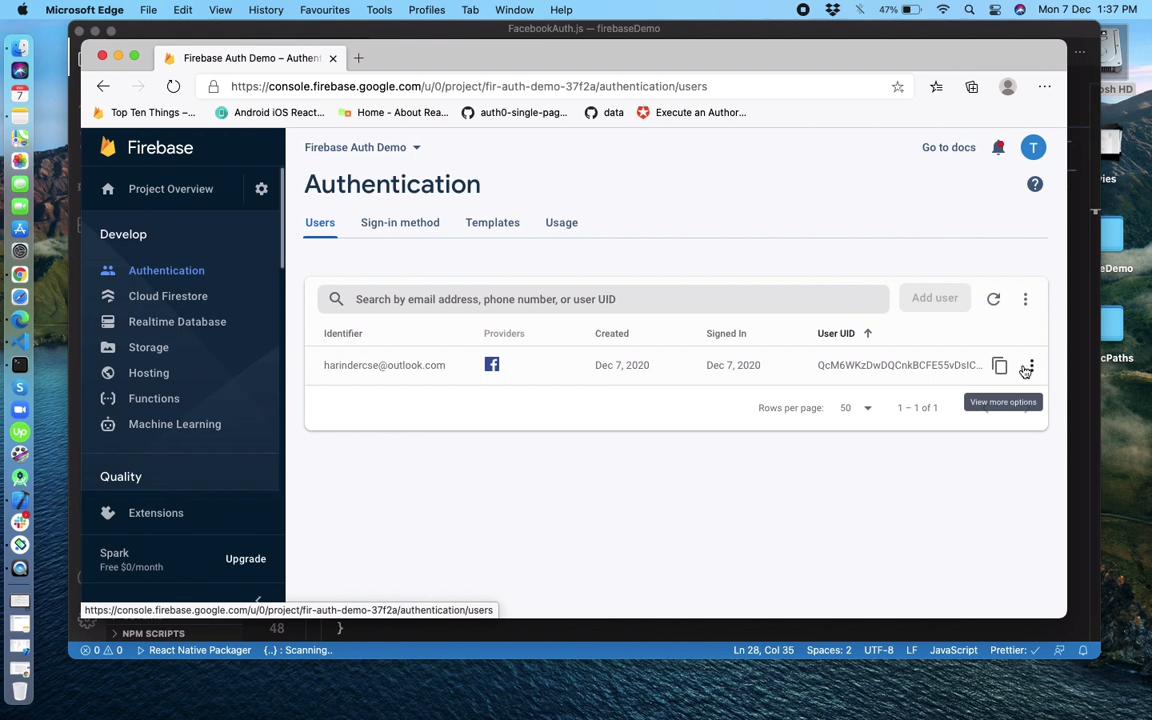 Microsoft Edge File Edit View History Favourites Tools Profiles Tab Window Help 47% Mon 7 Dec 1:37 PM
FacebookAuth.js — firebaseDemo
Firebase Auth Demo – Authent
https://console.firebase.google.com/u/0/project/fir-auth-demo-37f2a/authentication/users
Top Ten Things –... Android iOS React... Home - About Rea... auth0-single-pag... data Execute an Author...
osh HD
Firebase
Firebase Auth Demo
Go to docs
T
Project Overview
Authentication
?
Users Sign-in method Templates Usage
Develop
Authentication
Cloud Firestore
Realtime Database
Storage
Hosting
Functions
Machine Learning
Quality
Extensions
Spark
Free $0/month
Upgrade
Search by email address, phone number, or user UID
Add user
Identifier Providers Created Signed In User UID
harindercse@outlook.com Dec 7, 2020 Dec 7, 2020 QcM6WKzDwDQCnkBCFE55vDsIC...
View more options
Rows per page: 50 1 – 1 of 1
vies
eDemo
cPaths
7
S
Up
https://console.firebase.google.com/u/0/project/fir-auth-demo-37f2a/authentication/users
NPM SCRIPTS
48 }
0 0 React Native Packager {..} : Scanning.. Ln 28, Col 35 Spaces: 2 UTF-8 LF JavaScript Prettier: ✓